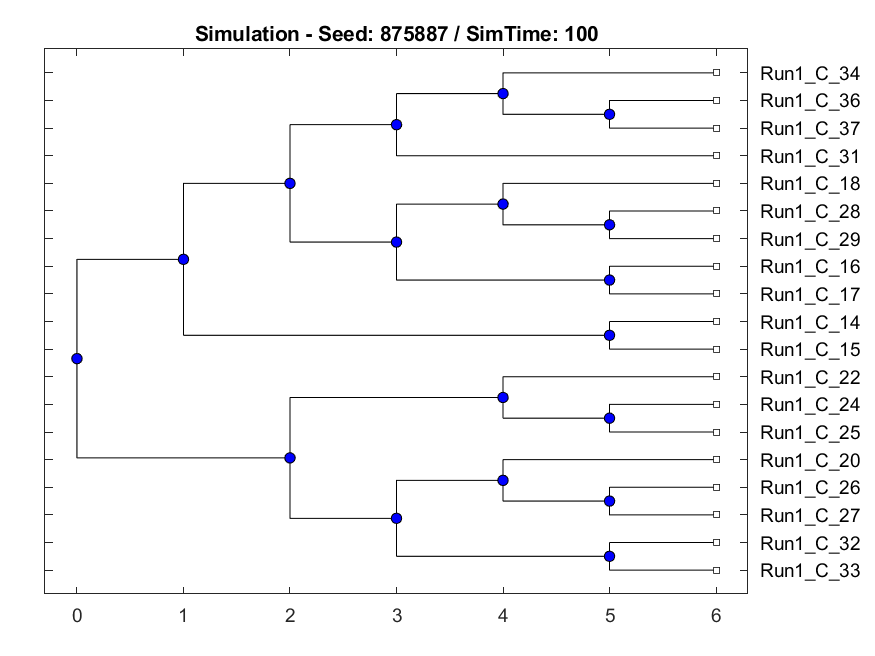 Simulation - Seed: 875887 / SimTime: 100
Run1_C_34
Run1_C_36
Run1_C_37
Run1_C_31
Run1_C_18
Run1_C_28
Run1_C_29
Run1_C_16
Run1_C_17
Run1_C_14
Run1_C_15
Run1_C_22
Run1_C_24
Run1_C_25
Run1_C_20
Run1_C_26
Run1_C_27
Run1_C_32
Run1_C_33
0 1 2 3 4 5 6